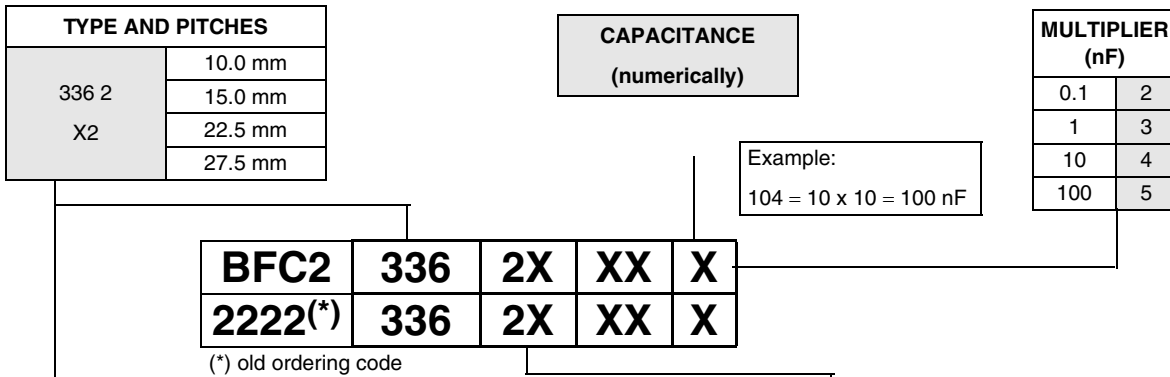 TYPE AND PITCHES
336 2
X2
10.0 mm
15.0 mm
22.5 mm
27.5 mm
CAPACITANCE
(numerically)
MULTIPLIER
(nF)
0.1 2
1 3
10 4
100 5
Example:
104 = 10 x 10 = 100 nF
BFC2 336 2X XX X
2222(*) 336 2X XX X
(*) old ordering code